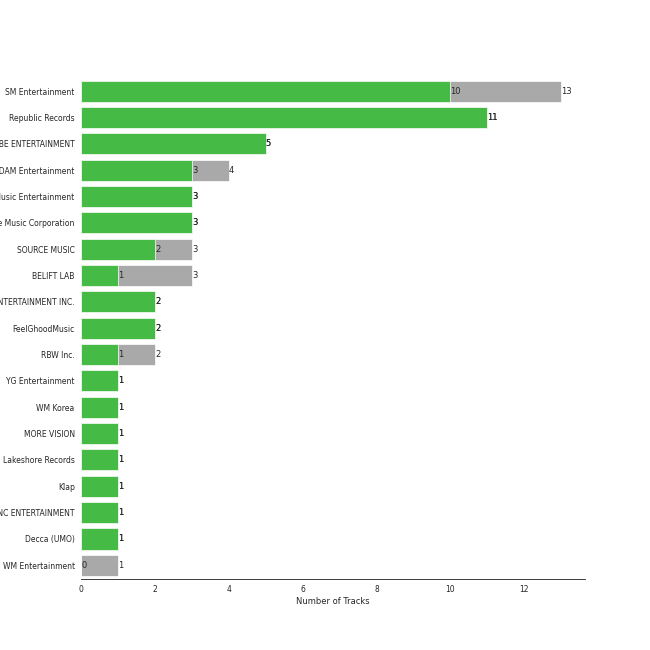 SM Entertainment 10 13
Republic Records 11
BE ENTERTAINMENT 5
DAM Entertainment 3 4
usic Entertainment 3
e Music Corporation 3
SOURCE MUSIC 2 3
BELIFT LAB 1 3
NTERTAINMENT INC. 2
FeelGhoodMusic 2
RBW Inc. 1 2
YG Entertainment 1
WM Korea 1
MORE VISION 1
Lakeshore Records 1
Klap 1
NC ENTERTAINMENT 1
Decca (UMO) 1
WM Entertainment 0 1
0 2 4 6 8 10 12
Number of Tracks